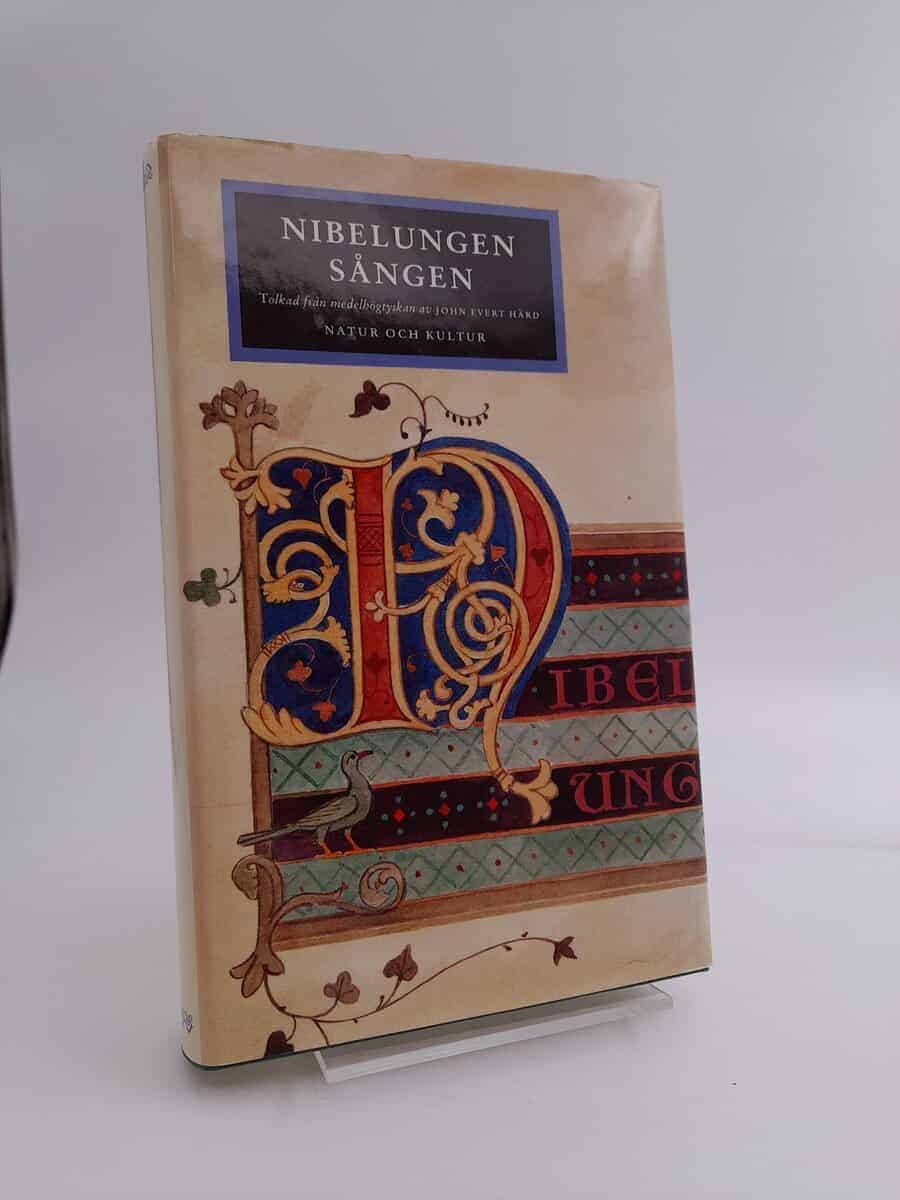 NIBELUNGEN
SÅNGEN
Tolkad från medelhögtyskan av JOHN EVERT HÄRD
NATUR OCH KULTUR
N
IBEL
UNG